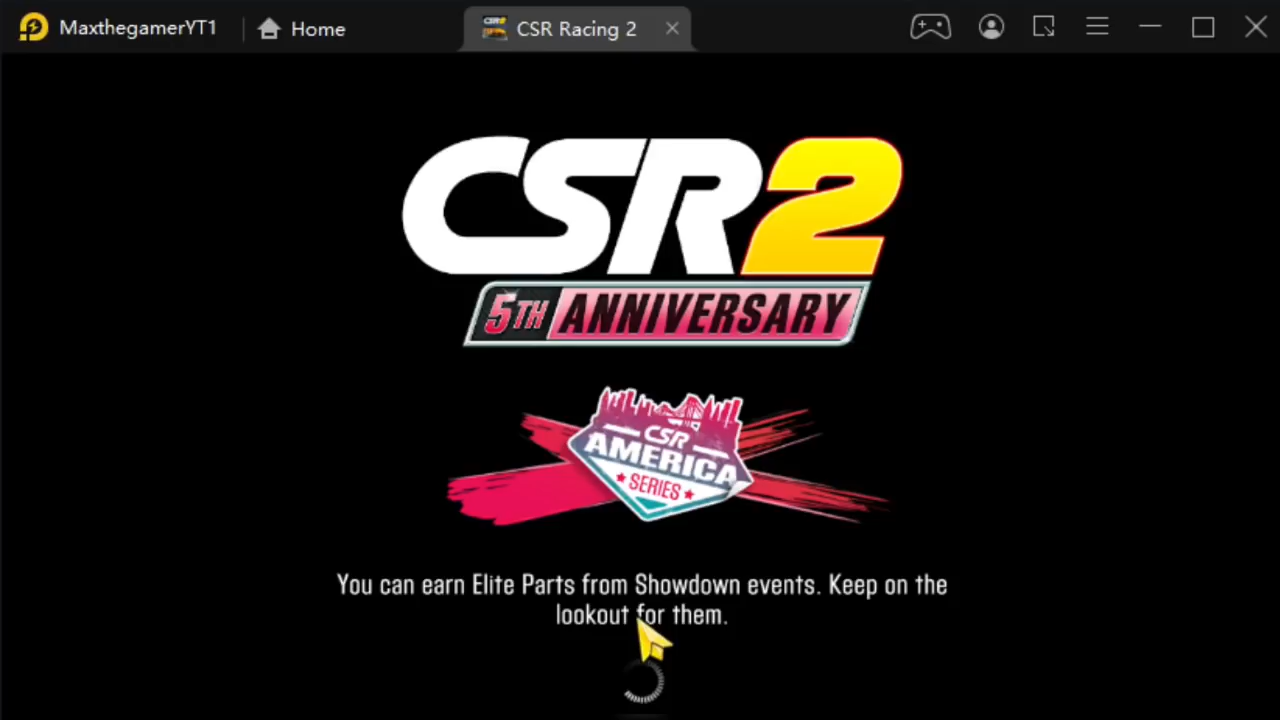 MaxthegamerYT1
Home
CSR Racing 2
CSR2
5TH ANNIVERSARY
CSR
AMERICA
SERIES
You can earn Elite Parts from Showdown events. Keep on the
lookout for them.